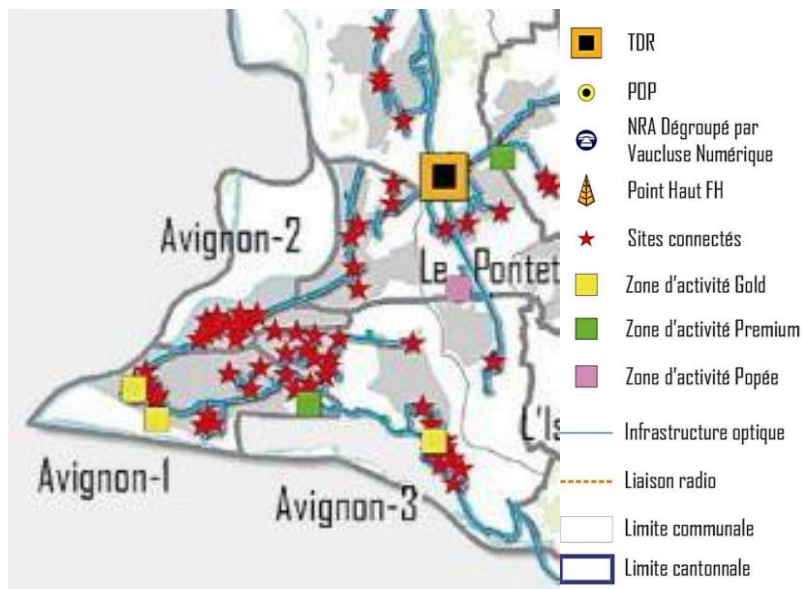 TDR
POP
NRA Dégroupé par
Vaucluse Numérique
Point Haut FH
Sites connectés
Zone d'activité Gold
Zone d'activité Premium
Zone d'activité Popée
Infrastructure optique
Liaison radio
Limite communale
Limite cantonnale
Avignon-2
Le Pontet
L'Is
Avignon-1
Avignon-3